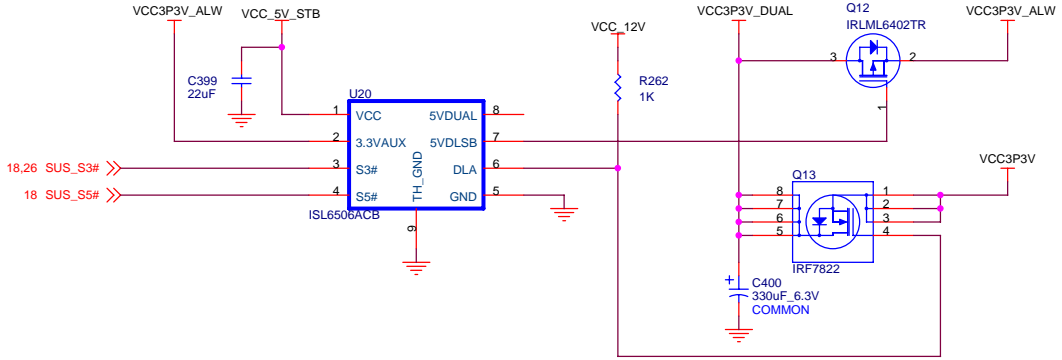 VCC3P3V_ALW
VCC_5V_STB
VCC_12V
VCC3P3V_DUAL
Q12
IRLML6402TR
VCC3P3V_ALW
3
2
1
C399
22uF
R262
1K
U20
1 VCC 5VDUAL 8
2 3.3VAUX 5VDLSB 7
18,26 SUS_S3# 3 S3# DLA 6
18 SUS_S5# 4 S5# GND 5
TH_GND
9
ISL6506ACB
VCC3P3V
Q13
8 1
7 2
6 3
5 4
IRF7822
+ C400
330uF_6.3V
COMMON